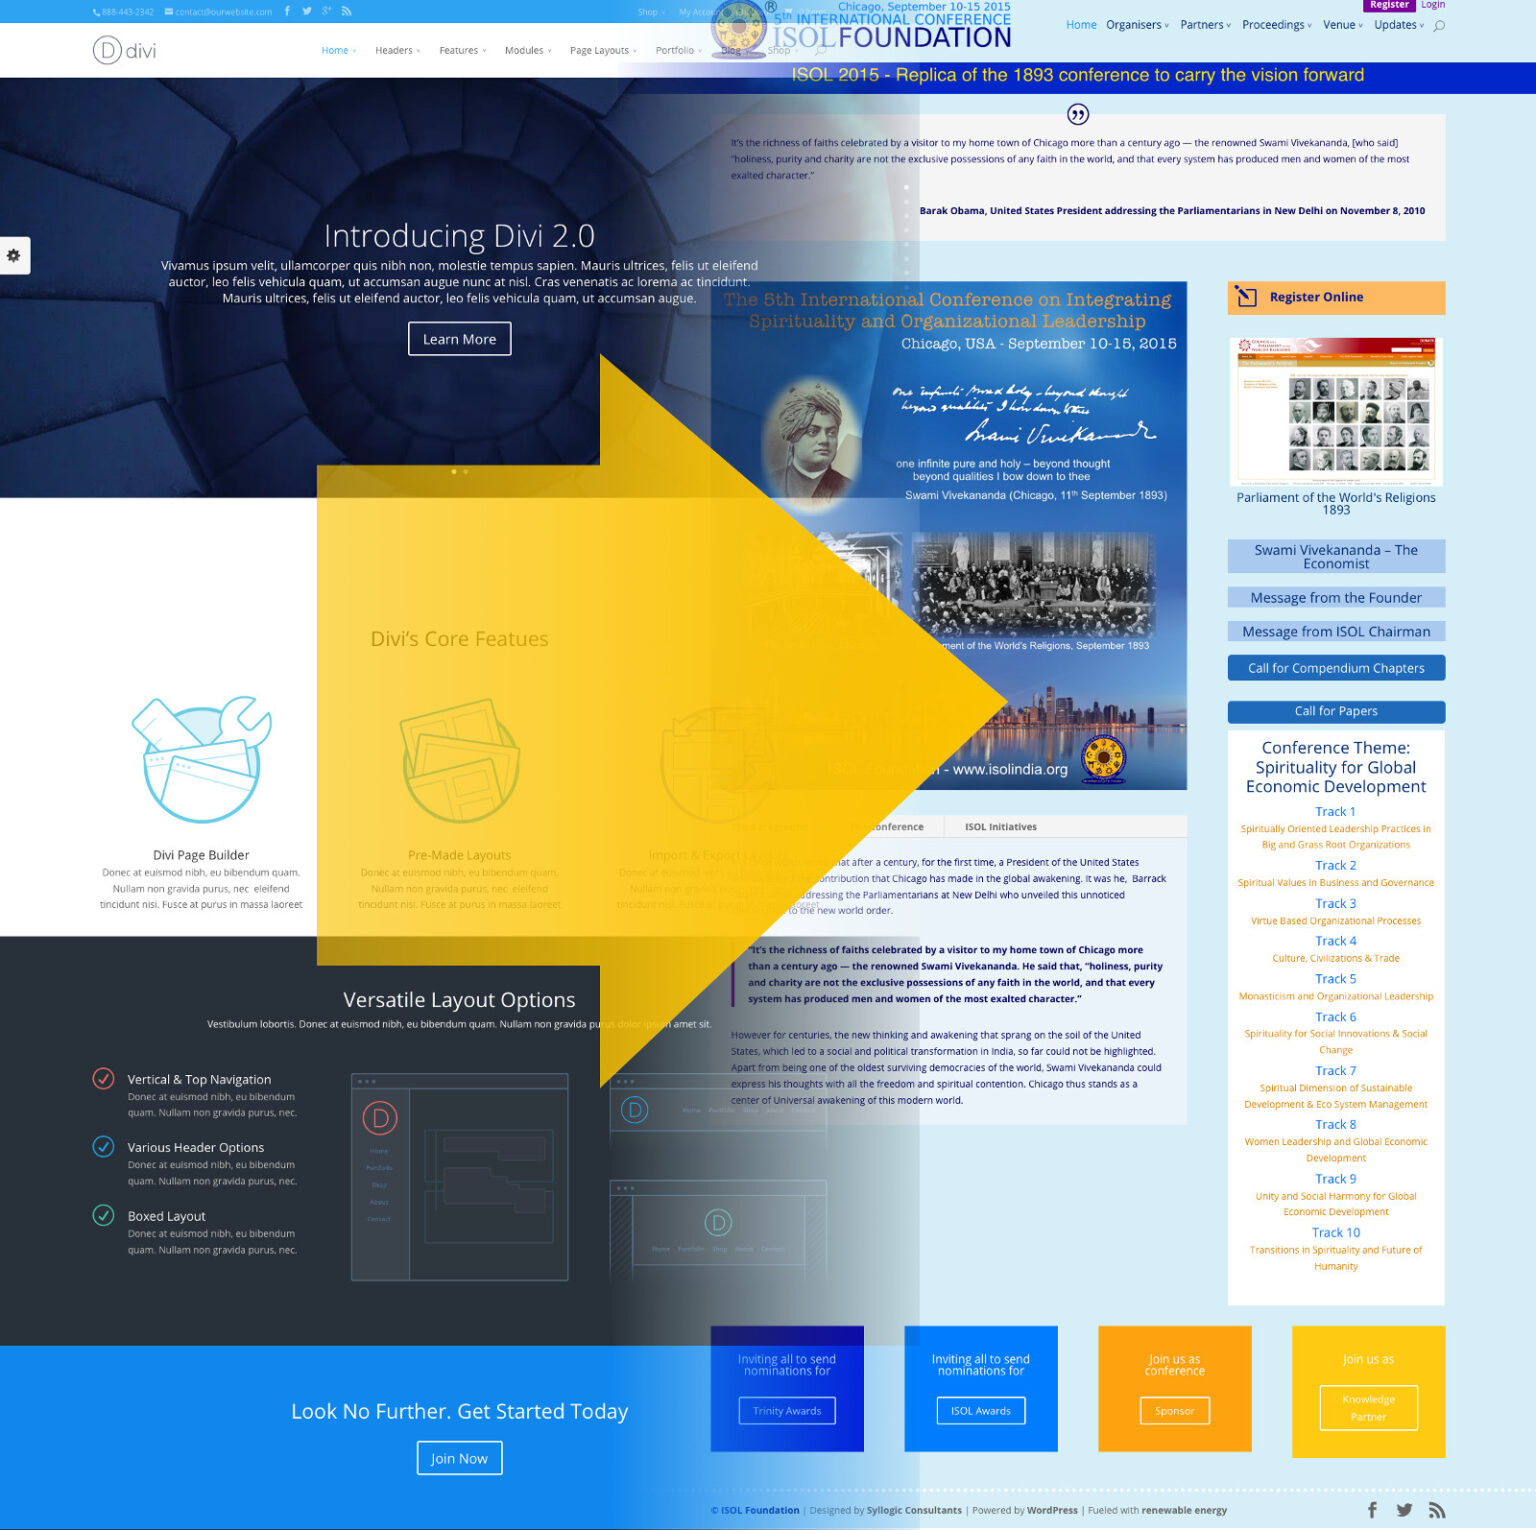 888-443-2342 contact@ourwebsite.com
Shop My Account
divi
Home Headers Features Modules Page Layouts Portfolio Blog Shop
Chicago, September 10-15 2015
5th INTERNATIONAL CONFERENCE
ISOLFOUNDATION
Register Login
Home Organisers Partners Proceedings Venue Updates
ISOL 2015 - Replica of the 1893 conference to carry the vision forward
It's the richness of faiths celebrated by a visitor to my home town of Chicago more than a century ago — the renowned Swami Vivekananda, [who said]
"holiness, purity and charity are not the exclusive possessions of any faith in the world, and that every system has produced men and women of the most
exalted character."
Barak Obama, United States President addressing the Parliamentarians in New Delhi on November 8, 2010
Introducing Divi 2.0
Vivamus ipsum velit, ullamcorper quis nibh non, molestie tempus sapien. Mauris ultrices, felis ut eleifend
auctor, leo felis vehicula quam, ut accumsan augue nunc at nisl. Cras venenatis ac lorema ac tincidunt.
Mauris ultrices, felis ut eleifend auctor, leo felis vehicula quam, ut accumsan augue.
Learn More
The 5th International Conference on Integrating
Spirituality and Organizational Leadership
Chicago, USA - September 10-15, 2015
one infinite pure and holy – beyond thought
beyond qualities I bow down to thee
Swami Vivekananda
one infinite pure and holy – beyond thought
beyond qualities I bow down to thee
Swami Vivekananda (Chicago, 11th September 1893)
ment of the World's Religions, September 1893
ISOL Foundation - www.isolindia.org
Register Online
Parliament of the World's Religions
1893
Swami Vivekananda – The
Economist
Message from the Founder
Message from ISOL Chairman
Call for Compendium Chapters
Call for Papers
Conference Theme:
Spirituality for Global
Economic Development
Track 1
Spiritually Oriented Leadership Practices in
Big and Grass Root Organizations
Track 2
Spiritual Values in Business and Governance
Track 3
Virtue Based Organizational Processes
Track 4
Culture, Civilizations & Trade
Track 5
Monasticism and Organizational Leadership
Track 6
Spirituality for Social Innovations & Social
Change
Track 7
Spiritual Dimension of Sustainable
Development & Eco System Management
Track 8
Women Leadership and Global Economic
Development
Track 9
Unity and Social Harmony for Global
Economic Development
Track 10
Transitions in Spirituality and Future of
Humanity
Divi's Core Featues
Divi Page Builder
Donec at euismod nibh, eu bibendum quam.
Nullam non gravida purus, nec eleifend
tincidunt nisi. Fusce at purus in massa laoreet
Pre-Made Layouts
Donec at euismod nibh, eu bibendum quam.
Nullam non gravida purus, nec eleifend
tincidunt nisi. Fusce at purus in massa laoreet
Import & Export
conference ISOL Initiatives
that after a century, for the first time, a President of the United States
contribution that Chicago has made in the global awakening. It was he, Barrack
addressing the Parliamentarians at New Delhi who unveiled this unnoticed
to the new world order.
"It's the richness of faiths celebrated by a visitor to my home town of Chicago more
than a century ago — the renowned Swami Vivekananda. He said that, "holiness, purity
and charity are not the exclusive possessions of any faith in the world, and that every
system has produced men and women of the most exalted character."
However for centuries, the new thinking and awakening that sprang on the soil of the United
States, which led to a social and political transformation in India, so far could not be highlighted.
Apart from being one of the oldest surviving democracies of the world, Swami Vivekananda could
express his thoughts with all the freedom and spiritual contention. Chicago thus stands as a
center of Universal awakening of this modern world.
Versatile Layout Options
Vestibulum lobortis. Donec at euismod nibh, eu bibendum quam. Nullam non gravida purus dolor ipsum amet sit.
Vertical & Top Navigation
Donec at euismod nibh, eu bibendum
quam. Nullam non gravida purus, nec.
Various Header Options
Donec at euismod nibh, eu bibendum
quam. Nullam non gravida purus, nec.
Boxed Layout
Donec at euismod nibh, eu bibendum
quam. Nullam non gravida purus, nec.
Home
Portfolio
Shop
About
Contact
Home Portfolio Shop About Contact
Home Portfolio Shop About Contact
Look No Further. Get Started Today
Join Now
Inviting all to send
nominations for
Trinity Awards
Inviting all to send
nominations for
ISOL Awards
Join us as
conference
Sponsor
Join us as
Knowledge
Partner
© ISOL Foundation | Designed by Syllogic Consultants | Powered by WordPress | Fueled with renewable energy